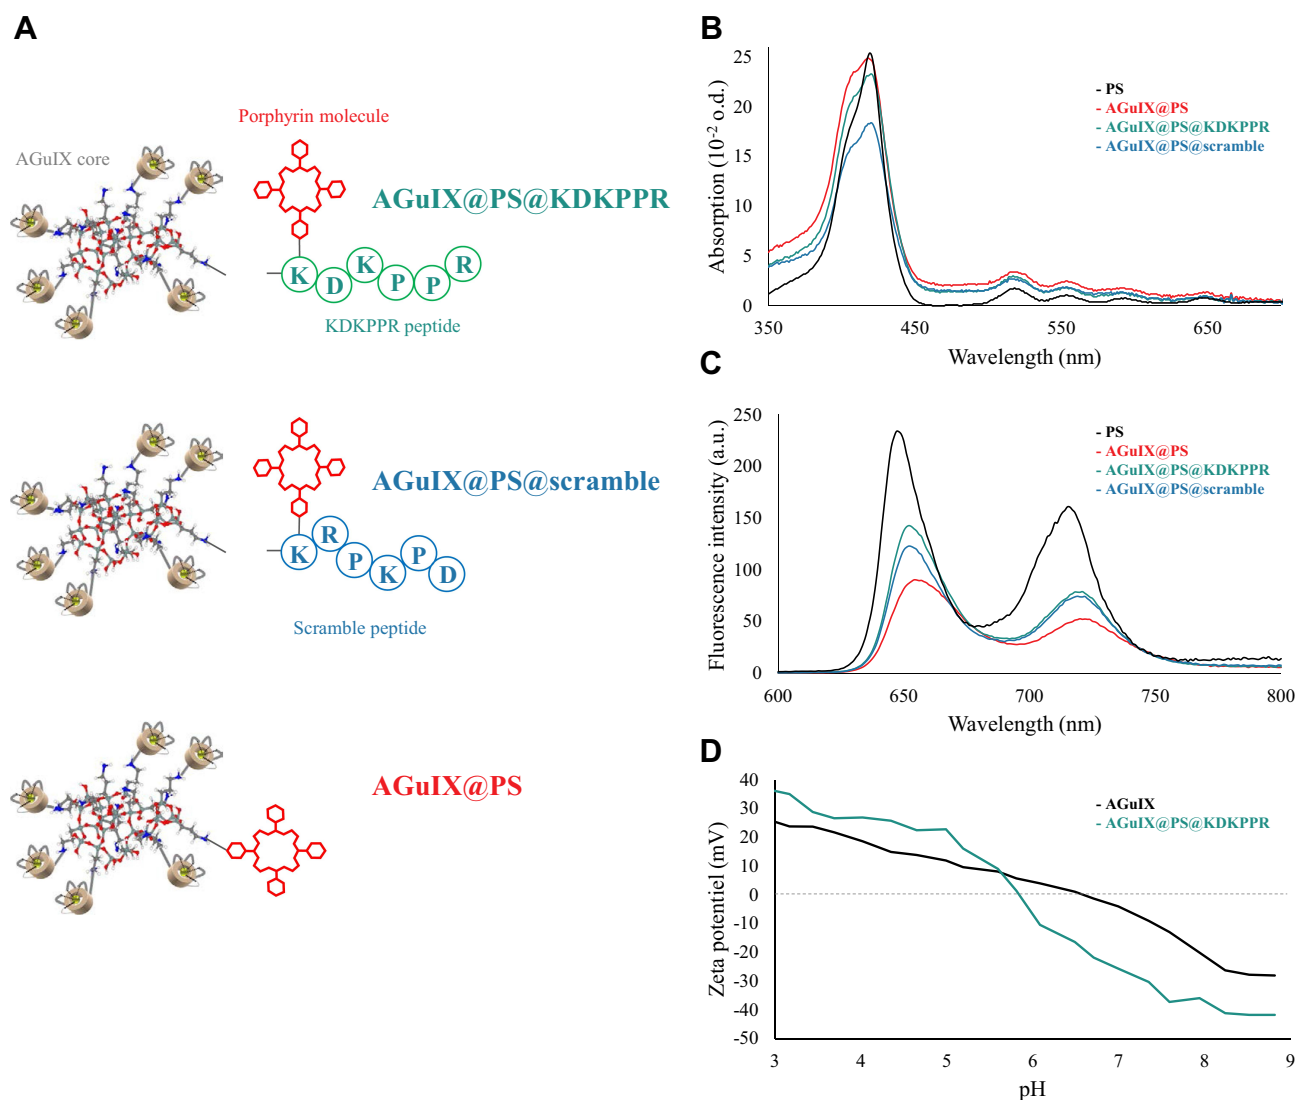 A
Porphyrin molecule
AGuIX core
AGuIX@PS@KDKPPR
K D K P P R
KDKPPR peptide
AGuIX@PS@scramble
K R P K P D
Scramble peptide
AGuIX@PS
B
25
20
15
10
5
0
Absorption (10-2 o.d.)
- PS
- AGuIX@PS
- AGuIX@PS@KDKPPR
- AGuIX@PS@scramble
350 450 550 650
Wavelength (nm)
C
250
200
150
100
50
0
Fluorescence intensity (a.u.)
- PS
- AGuIX@PS
- AGuIX@PS@KDKPPR
- AGuIX@PS@scramble
600 650 700 750 800
Wavelength (nm)
D
40
30
20
10
0
-10
-20
-30
-40
-50
Zeta potentiel (mV)
- AGuIX
- AGuIX@PS@KDKPPR
3 4 5 6 7 8 9
pH